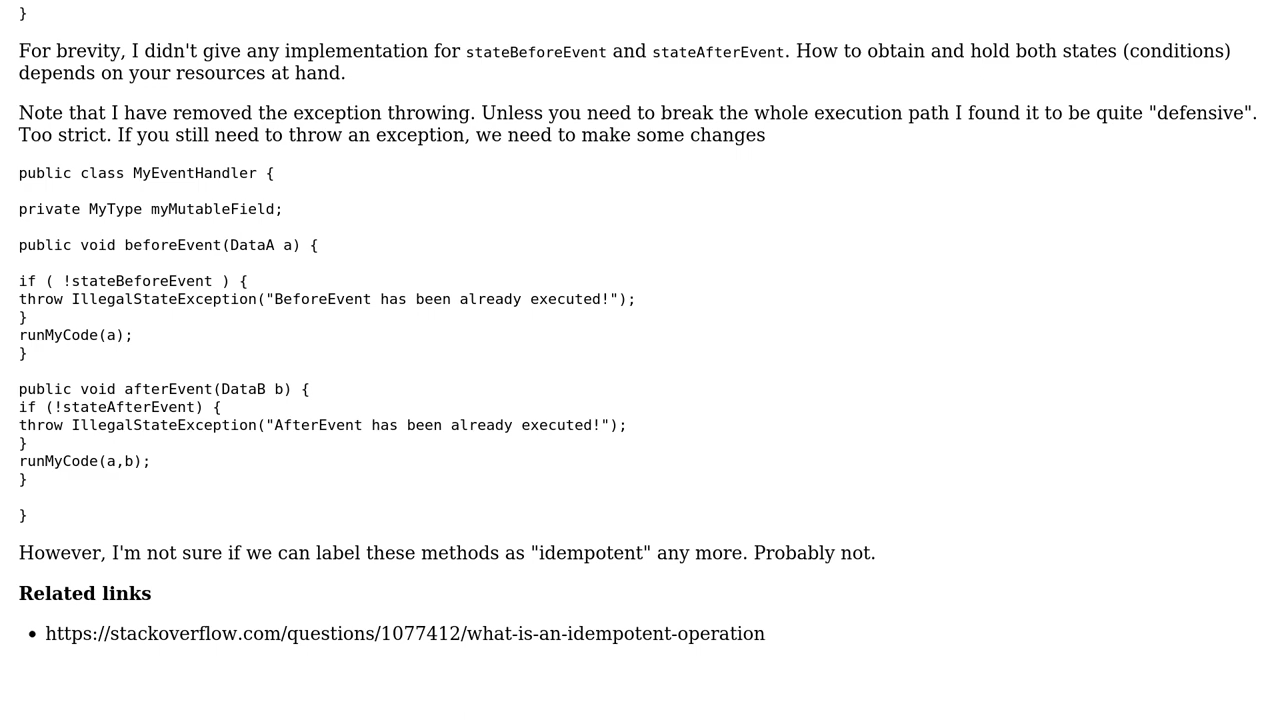 }
For brevity, I didn't give any implementation for stateBeforeEvent and stateAfterEvent. How to obtain and hold both states (conditions)
depends on your resources at hand.
Note that I have removed the exception throwing. Unless you need to break the whole execution path I found it to be quite "defensive".
Too strict. If you still need to throw an exception, we need to make some changes
public class MyEventHandler {
private MyType myMutableField;
public void beforeEvent(DataA a) {
if ( !stateBeforeEvent ) {
throw IllegalStateException("BeforeEvent has been already executed!");
}
runMyCode(a);
}
public void afterEvent(DataB b) {
if (!stateAfterEvent) {
throw IllegalStateException("AfterEvent has been already executed!");
}
runMyCode(a,b);
}
}
However, I'm not sure if we can label these methods as "idempotent" any more. Probably not.
Related links
• https://stackoverflow.com/questions/1077412/what-is-an-idempotent-operation